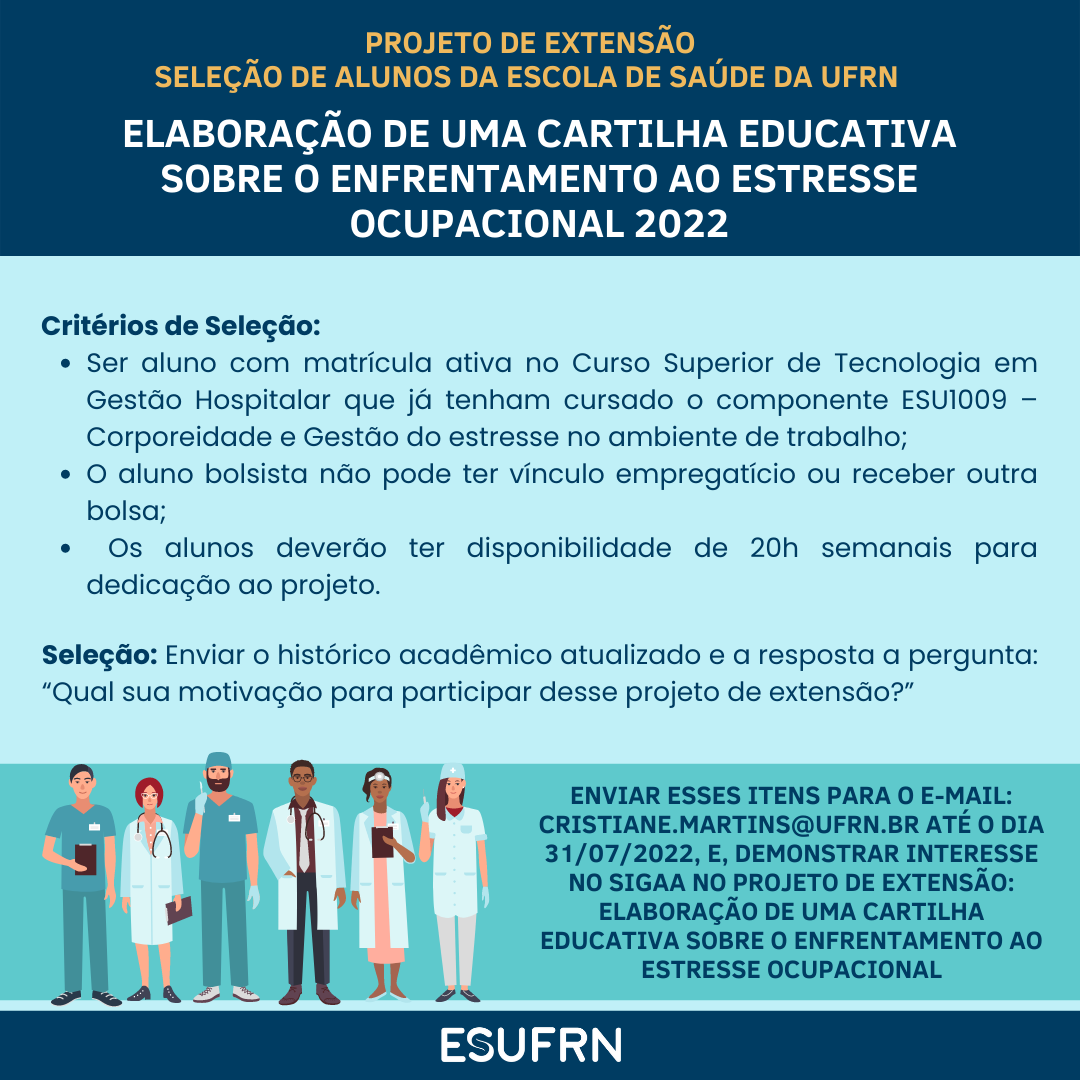 PROJETO DE EXTENSÃO
SELEÇÃO DE ALUNOS DA ESCOLA DE SAÚDE DA UFRN
ELABORAÇÃO DE UMA CARTILHA EDUCATIVA
SOBRE O ENFRENTAMENTO AO ESTRESSE
OCUPACIONAL 2022
Critérios de Seleção:
• Ser aluno com matrícula ativa no Curso Superior de Tecnologia em
Gestão Hospitalar que já tenham cursado o componente ESU1009 –
Corporeidade e Gestão do estresse no ambiente de trabalho;
• O aluno bolsista não pode ter vínculo empregatício ou receber outra
bolsa;
• Os alunos deverão ter disponibilidade de 20h semanais para
dedicação ao projeto.
Seleção: Enviar o histórico acadêmico atualizado e a resposta a pergunta:
“Qual sua motivação para participar desse projeto de extensão?”
ENVIAR ESSES ITENS PARA O E-MAIL:
CRISTIANE.MARTINS@UFRN.BR ATÉ O DIA
31/07/2022, E, DEMONSTRAR INTERESSE
NO SIGAA NO PROJETO DE EXTENSÃO:
ELABORAÇÃO DE UMA CARTILHA
EDUCATIVA SOBRE O ENFRENTAMENTO AO
ESTRESSE OCUPACIONAL
ESUFRN